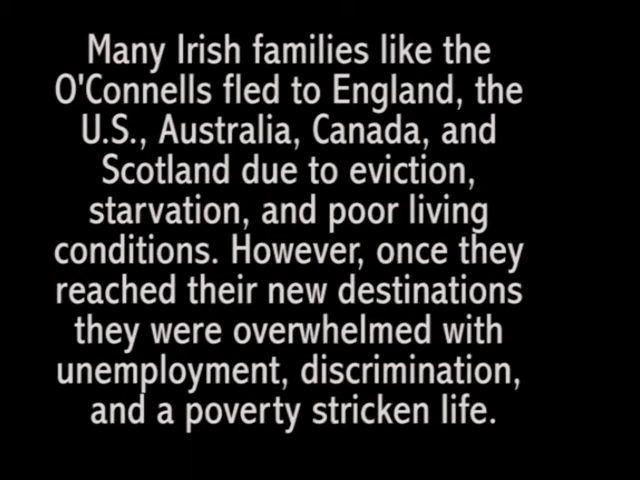 Many Irish families like the
O'Connells fled to England, the
U.S., Australia, Canada, and
Scotland due to eviction,
starvation, and poor living
conditions. However, once they
reached their new destinations
they were overwhelmed with
unemployment, discrimination,
and a poverty stricken life.